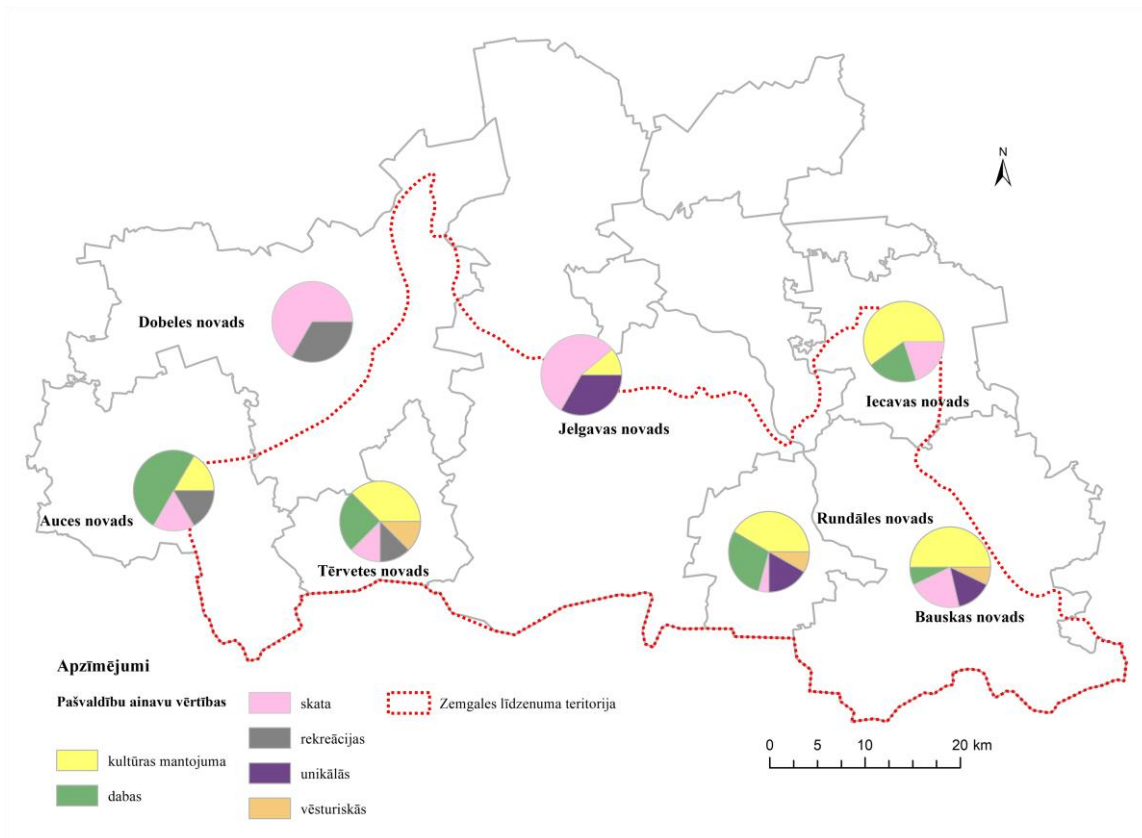 N
Dobeles novads
Jelgavas novads
Iecavas novads
Auces novads
Tērvetes novads
Rundāles novads
Bauskas novads
Apzīmējumi
Pašvaldību ainavu vērtības
kultūras mantojuma
dabas
skata
rekreācijas
unikālās
vēsturiskās
Zemgales līdzenuma teritorija
0 5 10 20 km